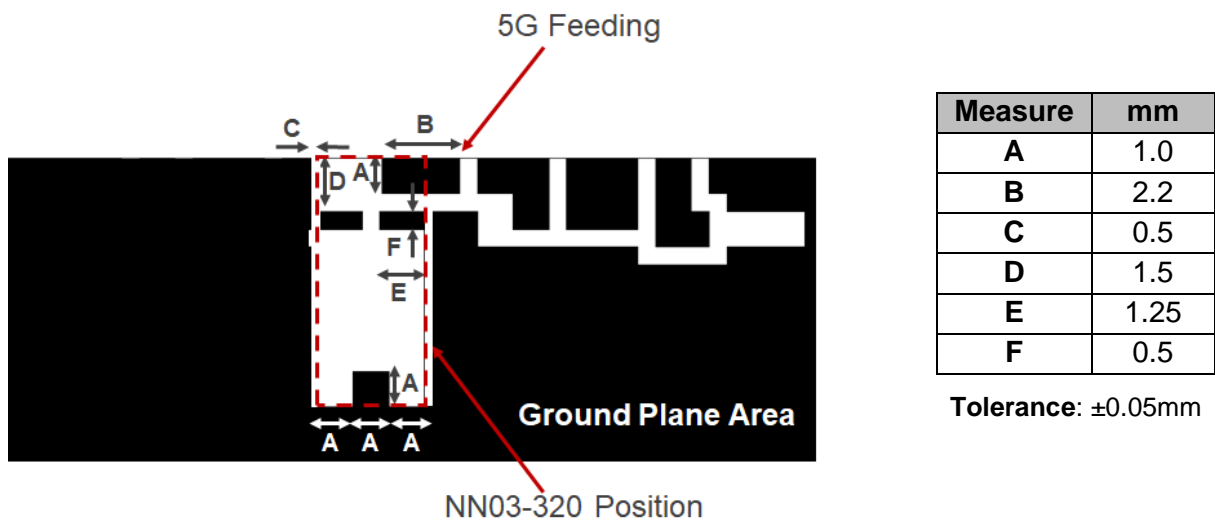 5G Feeding
C
B
D
A
F
E
A
A
A
A
Ground Plane Area
NN03-320 Position
Measure mm
A 1.0
B 2.2
C 0.5
D 1.5
E 1.25
F 0.5
Tolerance: ±0.05mm